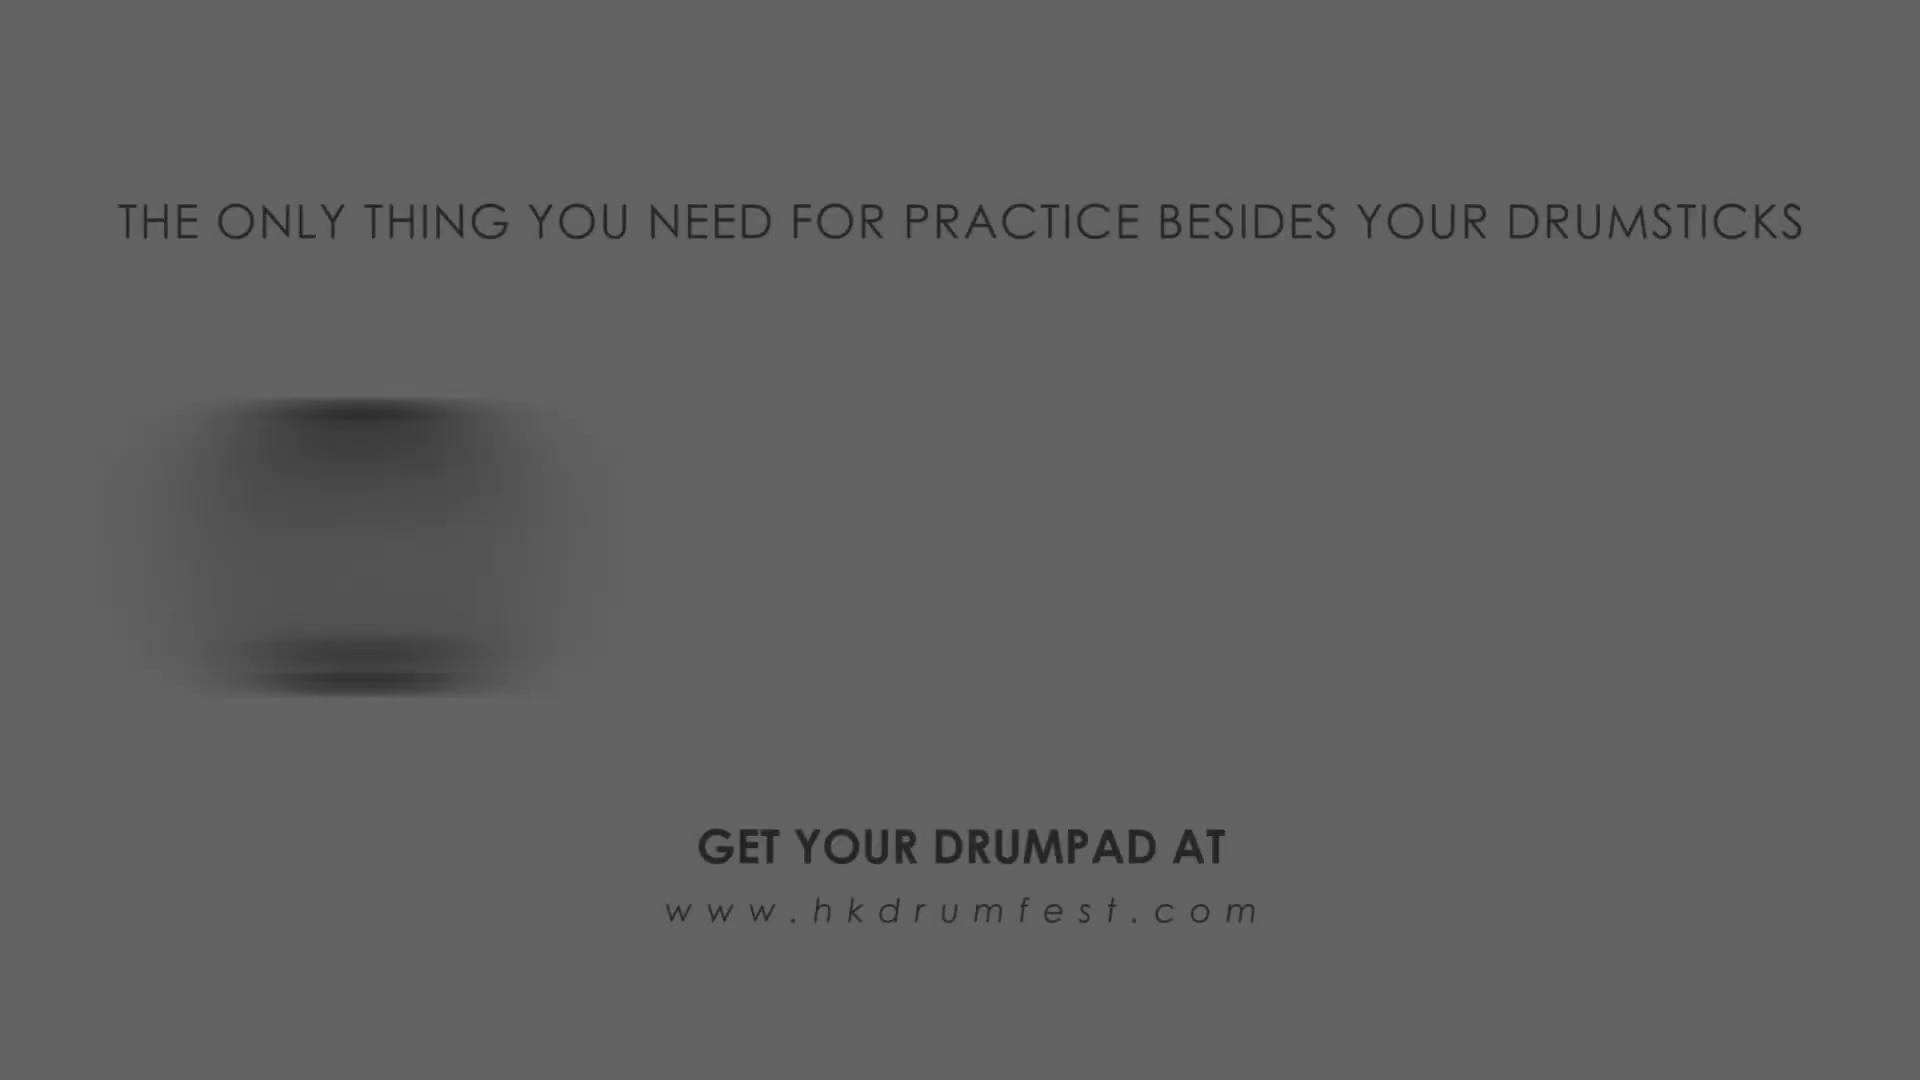 THE ONLY THING YOU NEED FOR PRACTICE BESIDES YOUR DRUMSTICKS
GET YOUR DRUMPAD AT
www.hkdrumfest.com